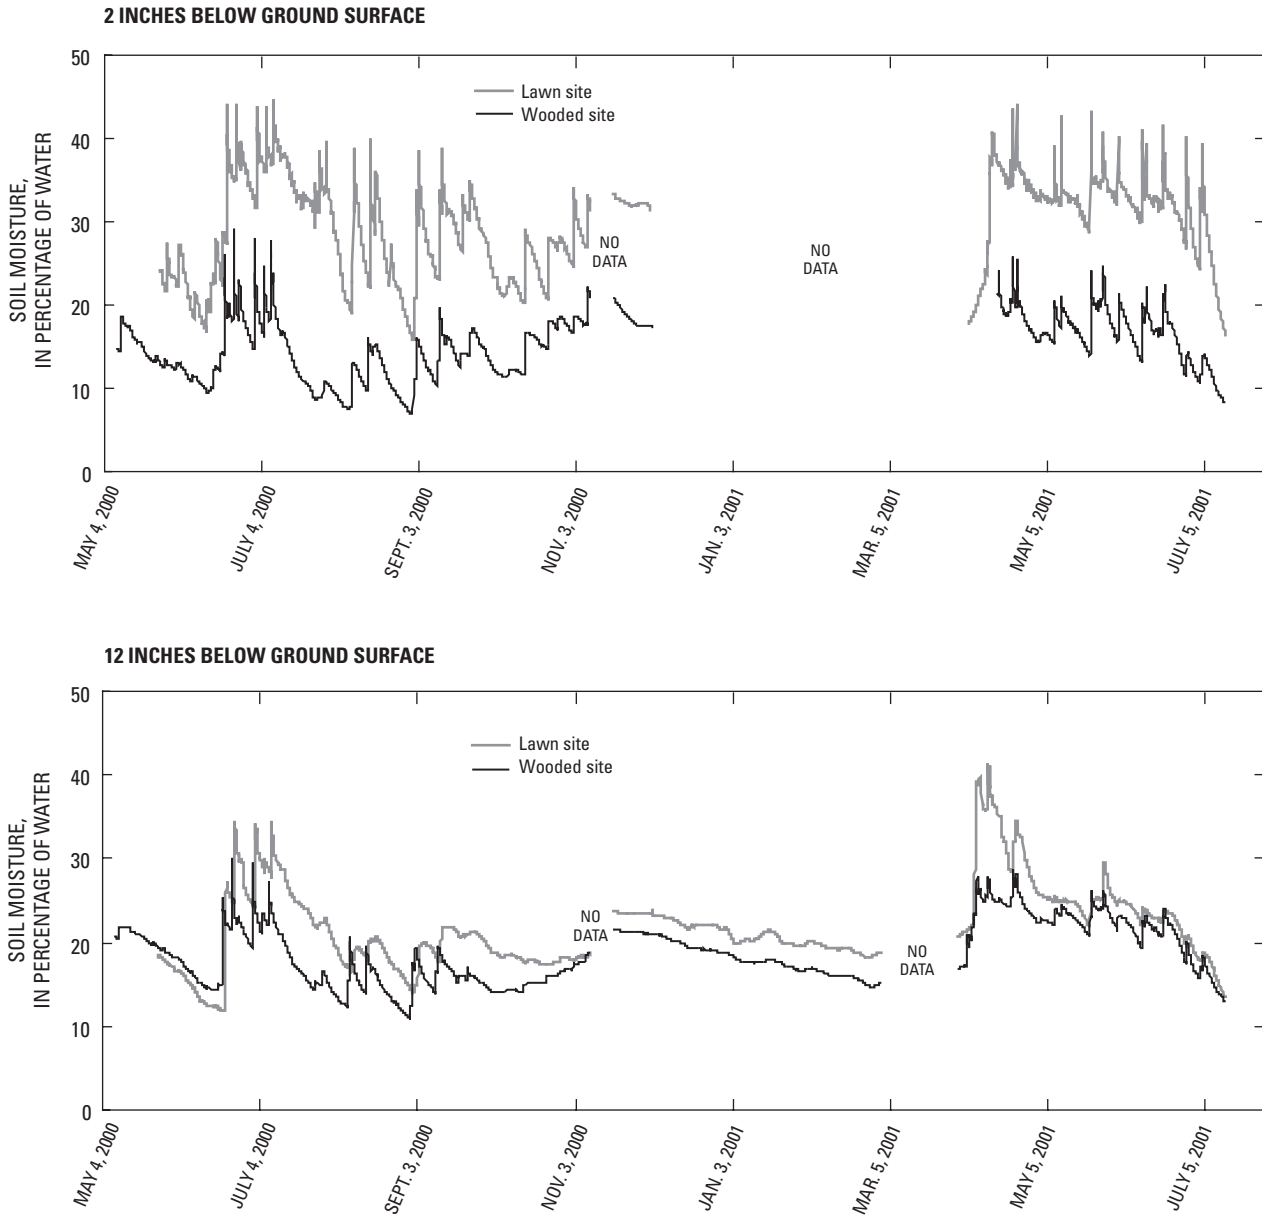 2 INCHES BELOW GROUND SURFACE
SOIL MOISTURE,
IN PERCENTAGE OF WATER
50
40
30
20
10
0
Lawn site
Wooded site
NO
DATA
NO
DATA
MAY 4, 2000
JULY 4, 2000
SEPT. 3, 2000
NOV. 3, 2000
JAN. 3, 2001
MAR. 5, 2001
MAY 5, 2001
JULY 5, 2001
12 INCHES BELOW GROUND SURFACE
SOIL MOISTURE,
IN PERCENTAGE OF WATER
50
40
30
20
10
0
Lawn site
Wooded site
NO
DATA
NO
DATA
MAY 4, 2000
JULY 4, 2000
SEPT. 3, 2000
NOV. 3, 2000
JAN. 3, 2001
MAR. 5, 2001
MAY 5, 2001
JULY 5, 2001